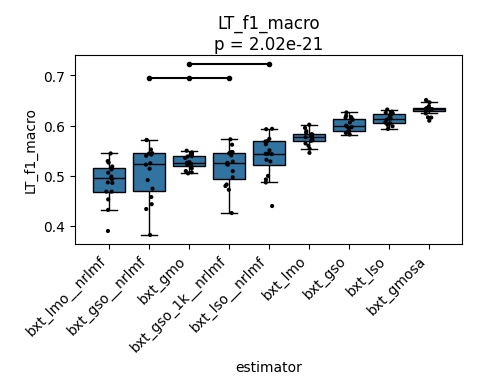 LT_f1_macro
p = 2.02e-21
LT_f1_macro
0.7
0.6
0.5
0.4
bxt_lmo__nrlmf
bxt_gso__nrlmf
bxt_gmo
bxt_gso_1k__nrlmf
bxt_lso__nrlmf
bxt_lmo
bxt_gso
bxt_lso
bxt_gmosa
estimator